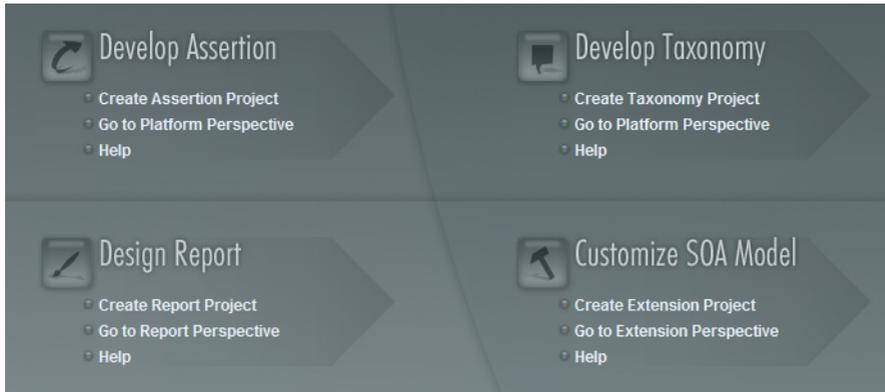 Develop Assertion
Create Assertion Project
Go to Platform Perspective
Help
Develop Taxonomy
Create Taxonomy Project
Go to Platform Perspective
Help
Design Report
Create Report Project
Go to Report Perspective
Help
Customize SOA Model
Create Extension Project
Go to Extension Perspective
Help